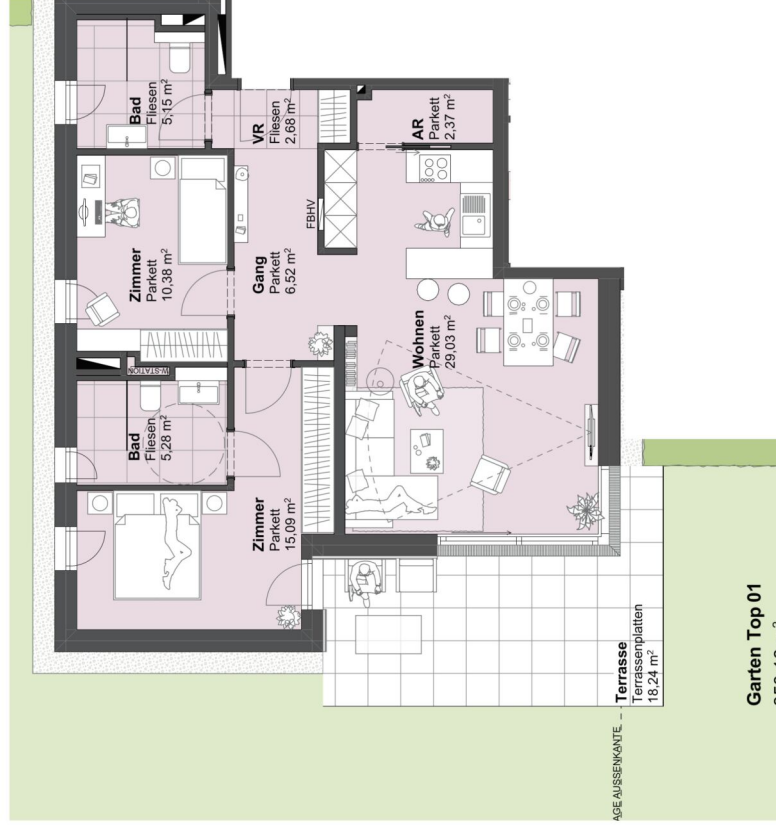 Bad
Fliesen
5,15 m²
VR
Fliesen
2,68 m²
AR
Parkett
2,37 m²
Zimmer
Parkett
10,38 m²
Gang
Parkett
6,52 m²
FBHV
Wohnen
Parkett
29,03 m²
W-STATION
Bad
Fliesen
5,28 m²
Zimmer
Parkett
15,09 m²
Terrasse
Terrassenplatten
18,24 m²
AGE AUSSENKANTE
Garten Top 01